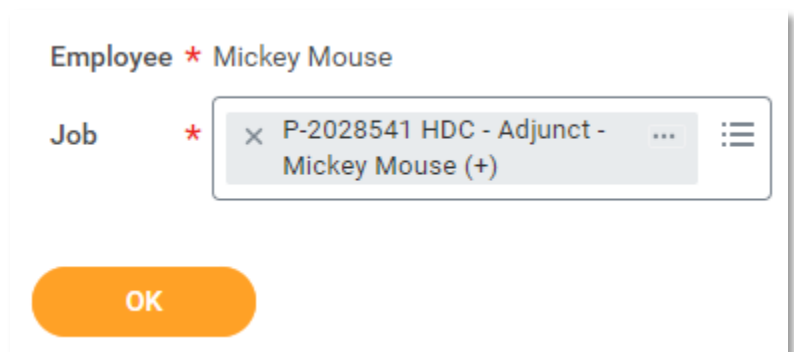 Employee * Mickey Mouse
Job * × P-2028541 HDC - Adjunct - ...
Mickey Mouse (+)
OK